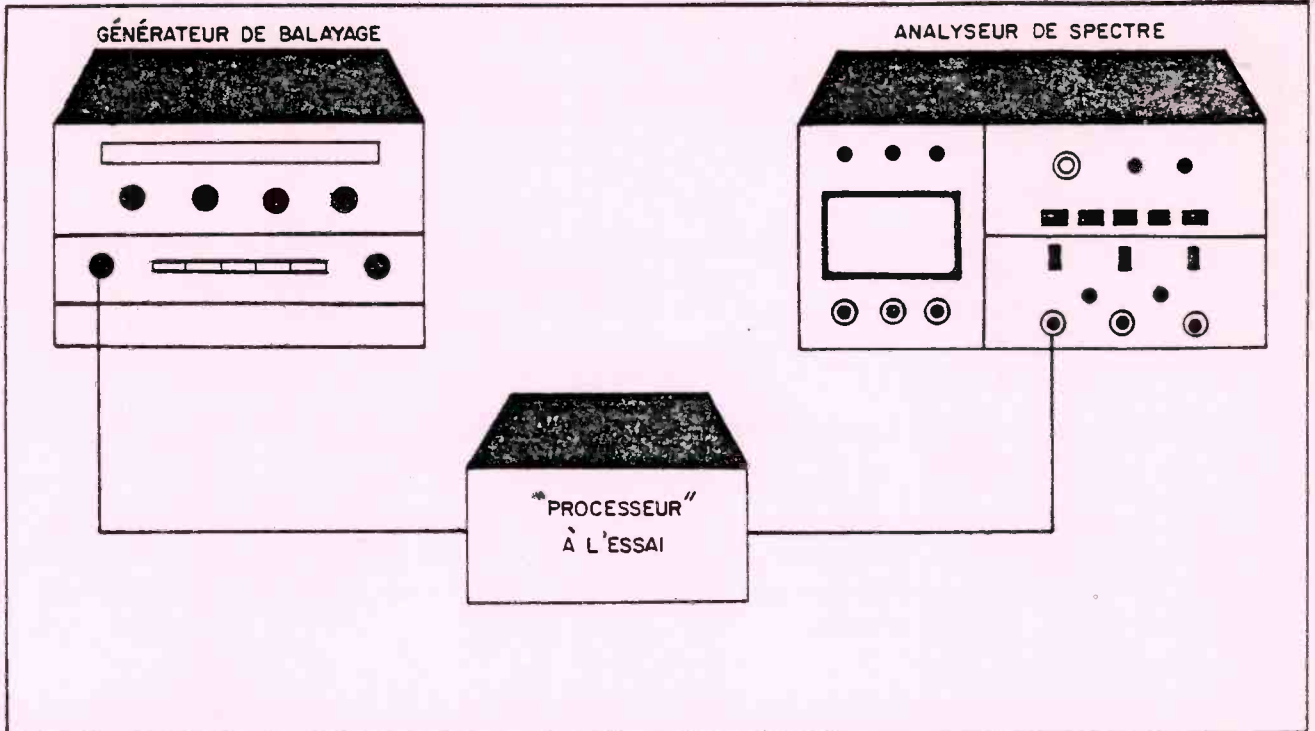 GÉNÉRATEUR DE BALAYAGE
ANALYSEUR DE SPECTRE
"PROCESSEUR"
À L'ESSAI